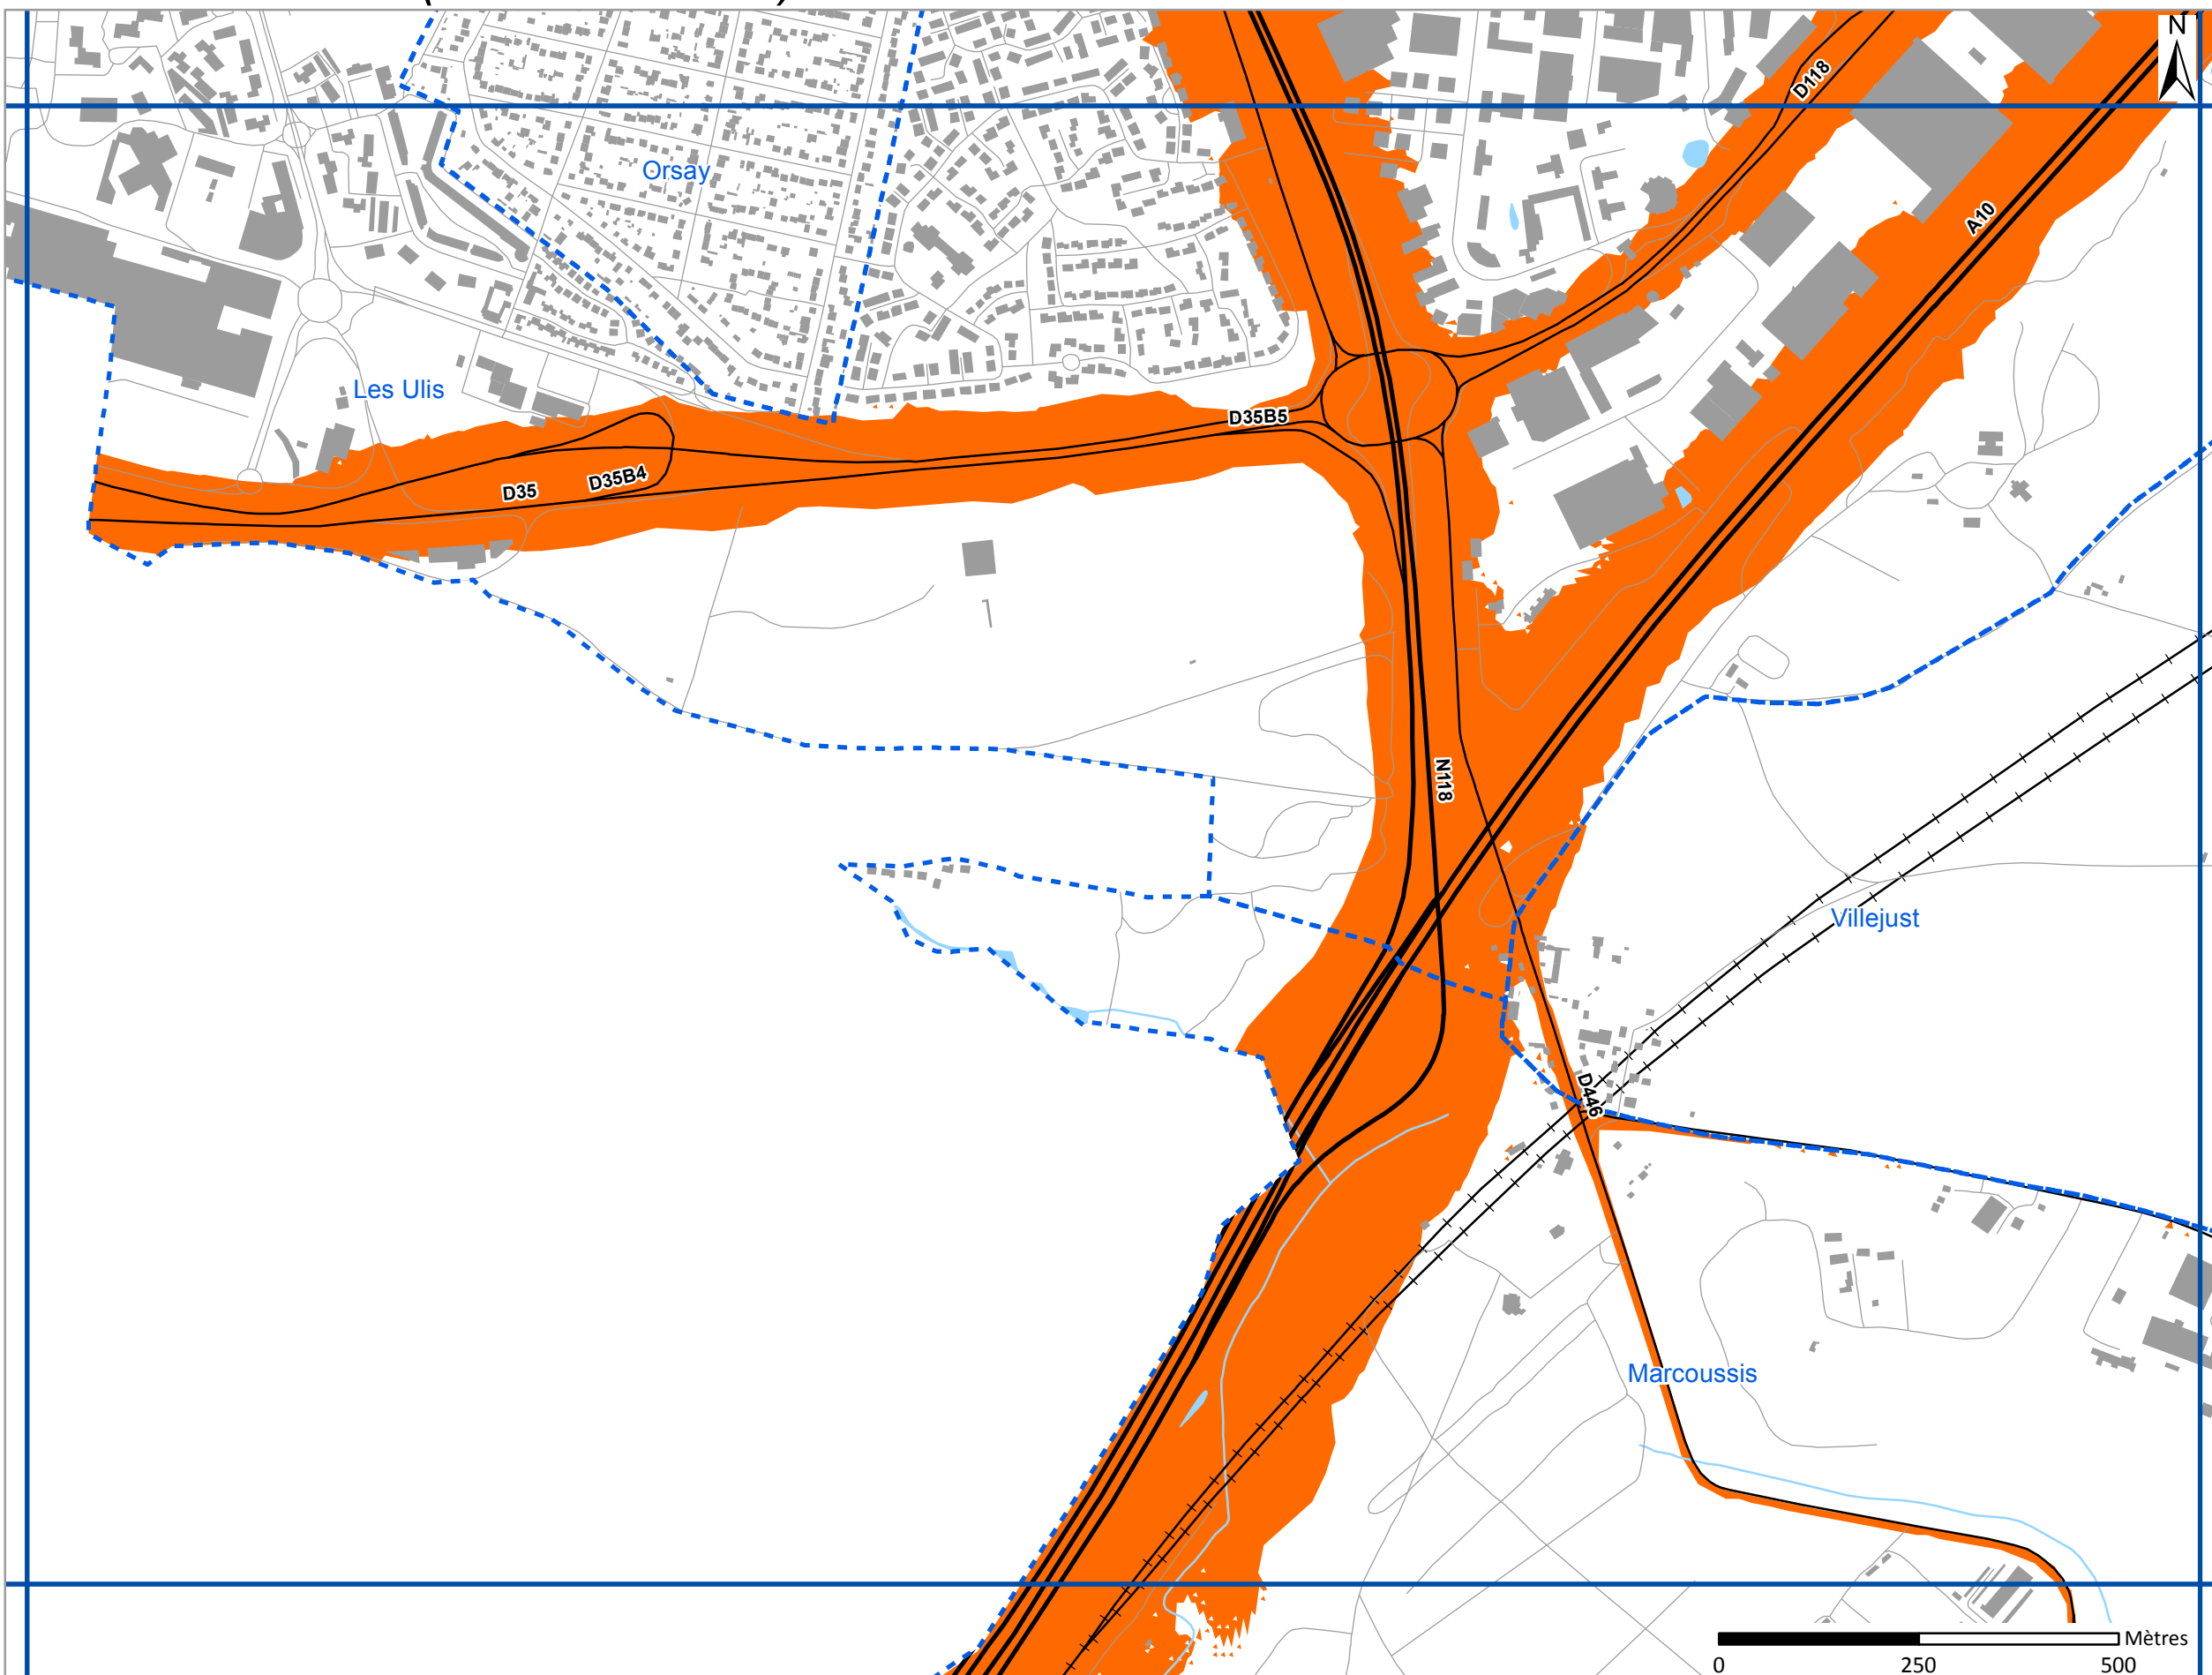 N
D118
A10
Orsay
Les Ulis
D35B5
D35B4
D35
N118
Villejust
D446
Marcoussis
Mètres
0 250 500